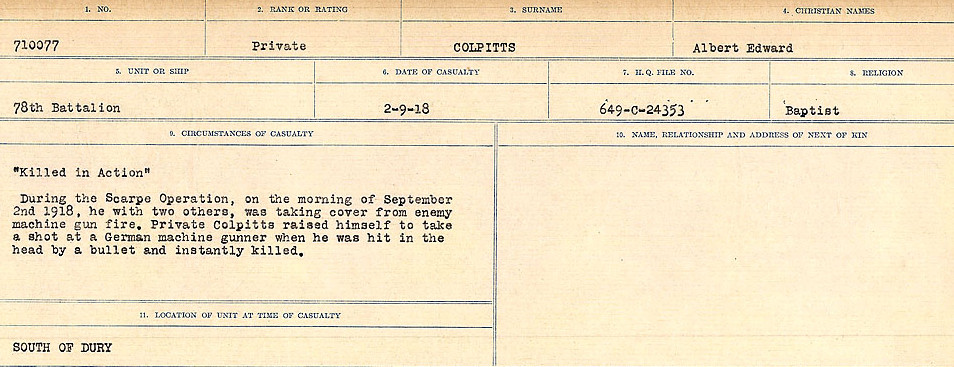 1. NO. 2. RANK OR RATING 3. SURNAME 4. CHRISTIAN NAMES
710077 Private COLPITTS Albert Edward
5. UNIT OR SHIP 6. DATE OF CASUALTY 7. H.Q. FILE NO. 8. RELIGION
78th Battalion 2-9-18 649-C-24353 Baptist
9. CIRCUMSTANCES OF CASUALTY
"Killed in Action"
During the Scarpe Operation, on the morning of September
2nd 1918, he with two others, was taking cover from enemy
machine gun fire. Private Colpitts raised himself to take
a shot at a German machine gunner when he was hit in the
head by a bullet and instantly killed.
10. NAME, RELATIONSHIP AND ADDRESS OF NEXT OF KIN
11. LOCATION OF UNIT AT TIME OF CASUALTY
SOUTH OF DURY